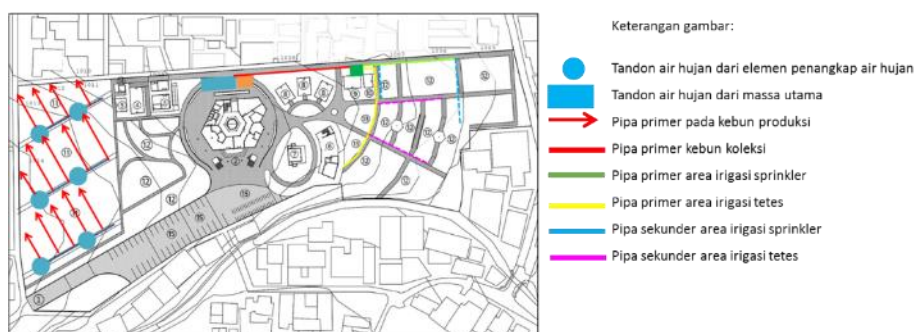 Keterangan gambar:
Tandon air hujan dari elemen penangkap air hujan
Tandon air hujan dari massa utama
Pipa primer pada kebun produksi
Pipa primer kebun koleksi
Pipa primer area irigasi sprinkler
Pipa primer area irigasi tetes
Pipa sekunder area irigasi sprinkler
Pipa sekunder area irigasi tetes